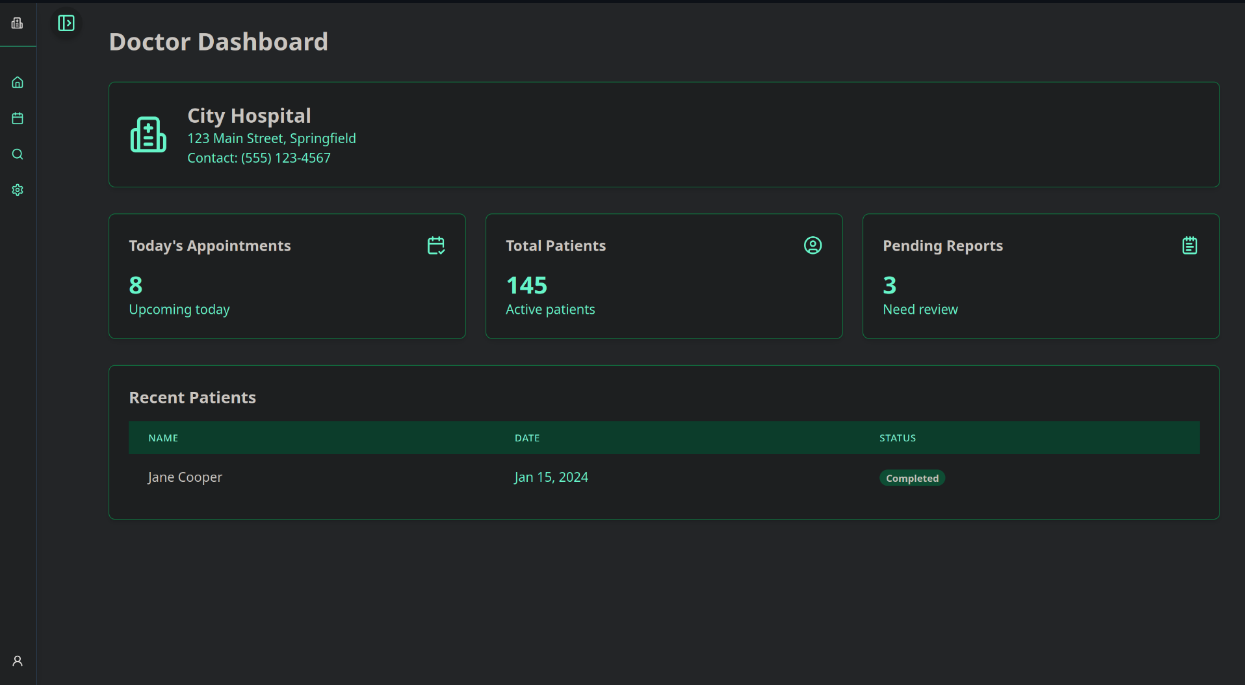 Doctor Dashboard
City Hospital
123 Main Street, Springfield
Contact: (555) 123-4567
Today's Appointments
8
Upcoming today
Total Patients
145
Active patients
Pending Reports
3
Need review
Recent Patients
NAME DATE STATUS
Jane Cooper Jan 15, 2024 Completed